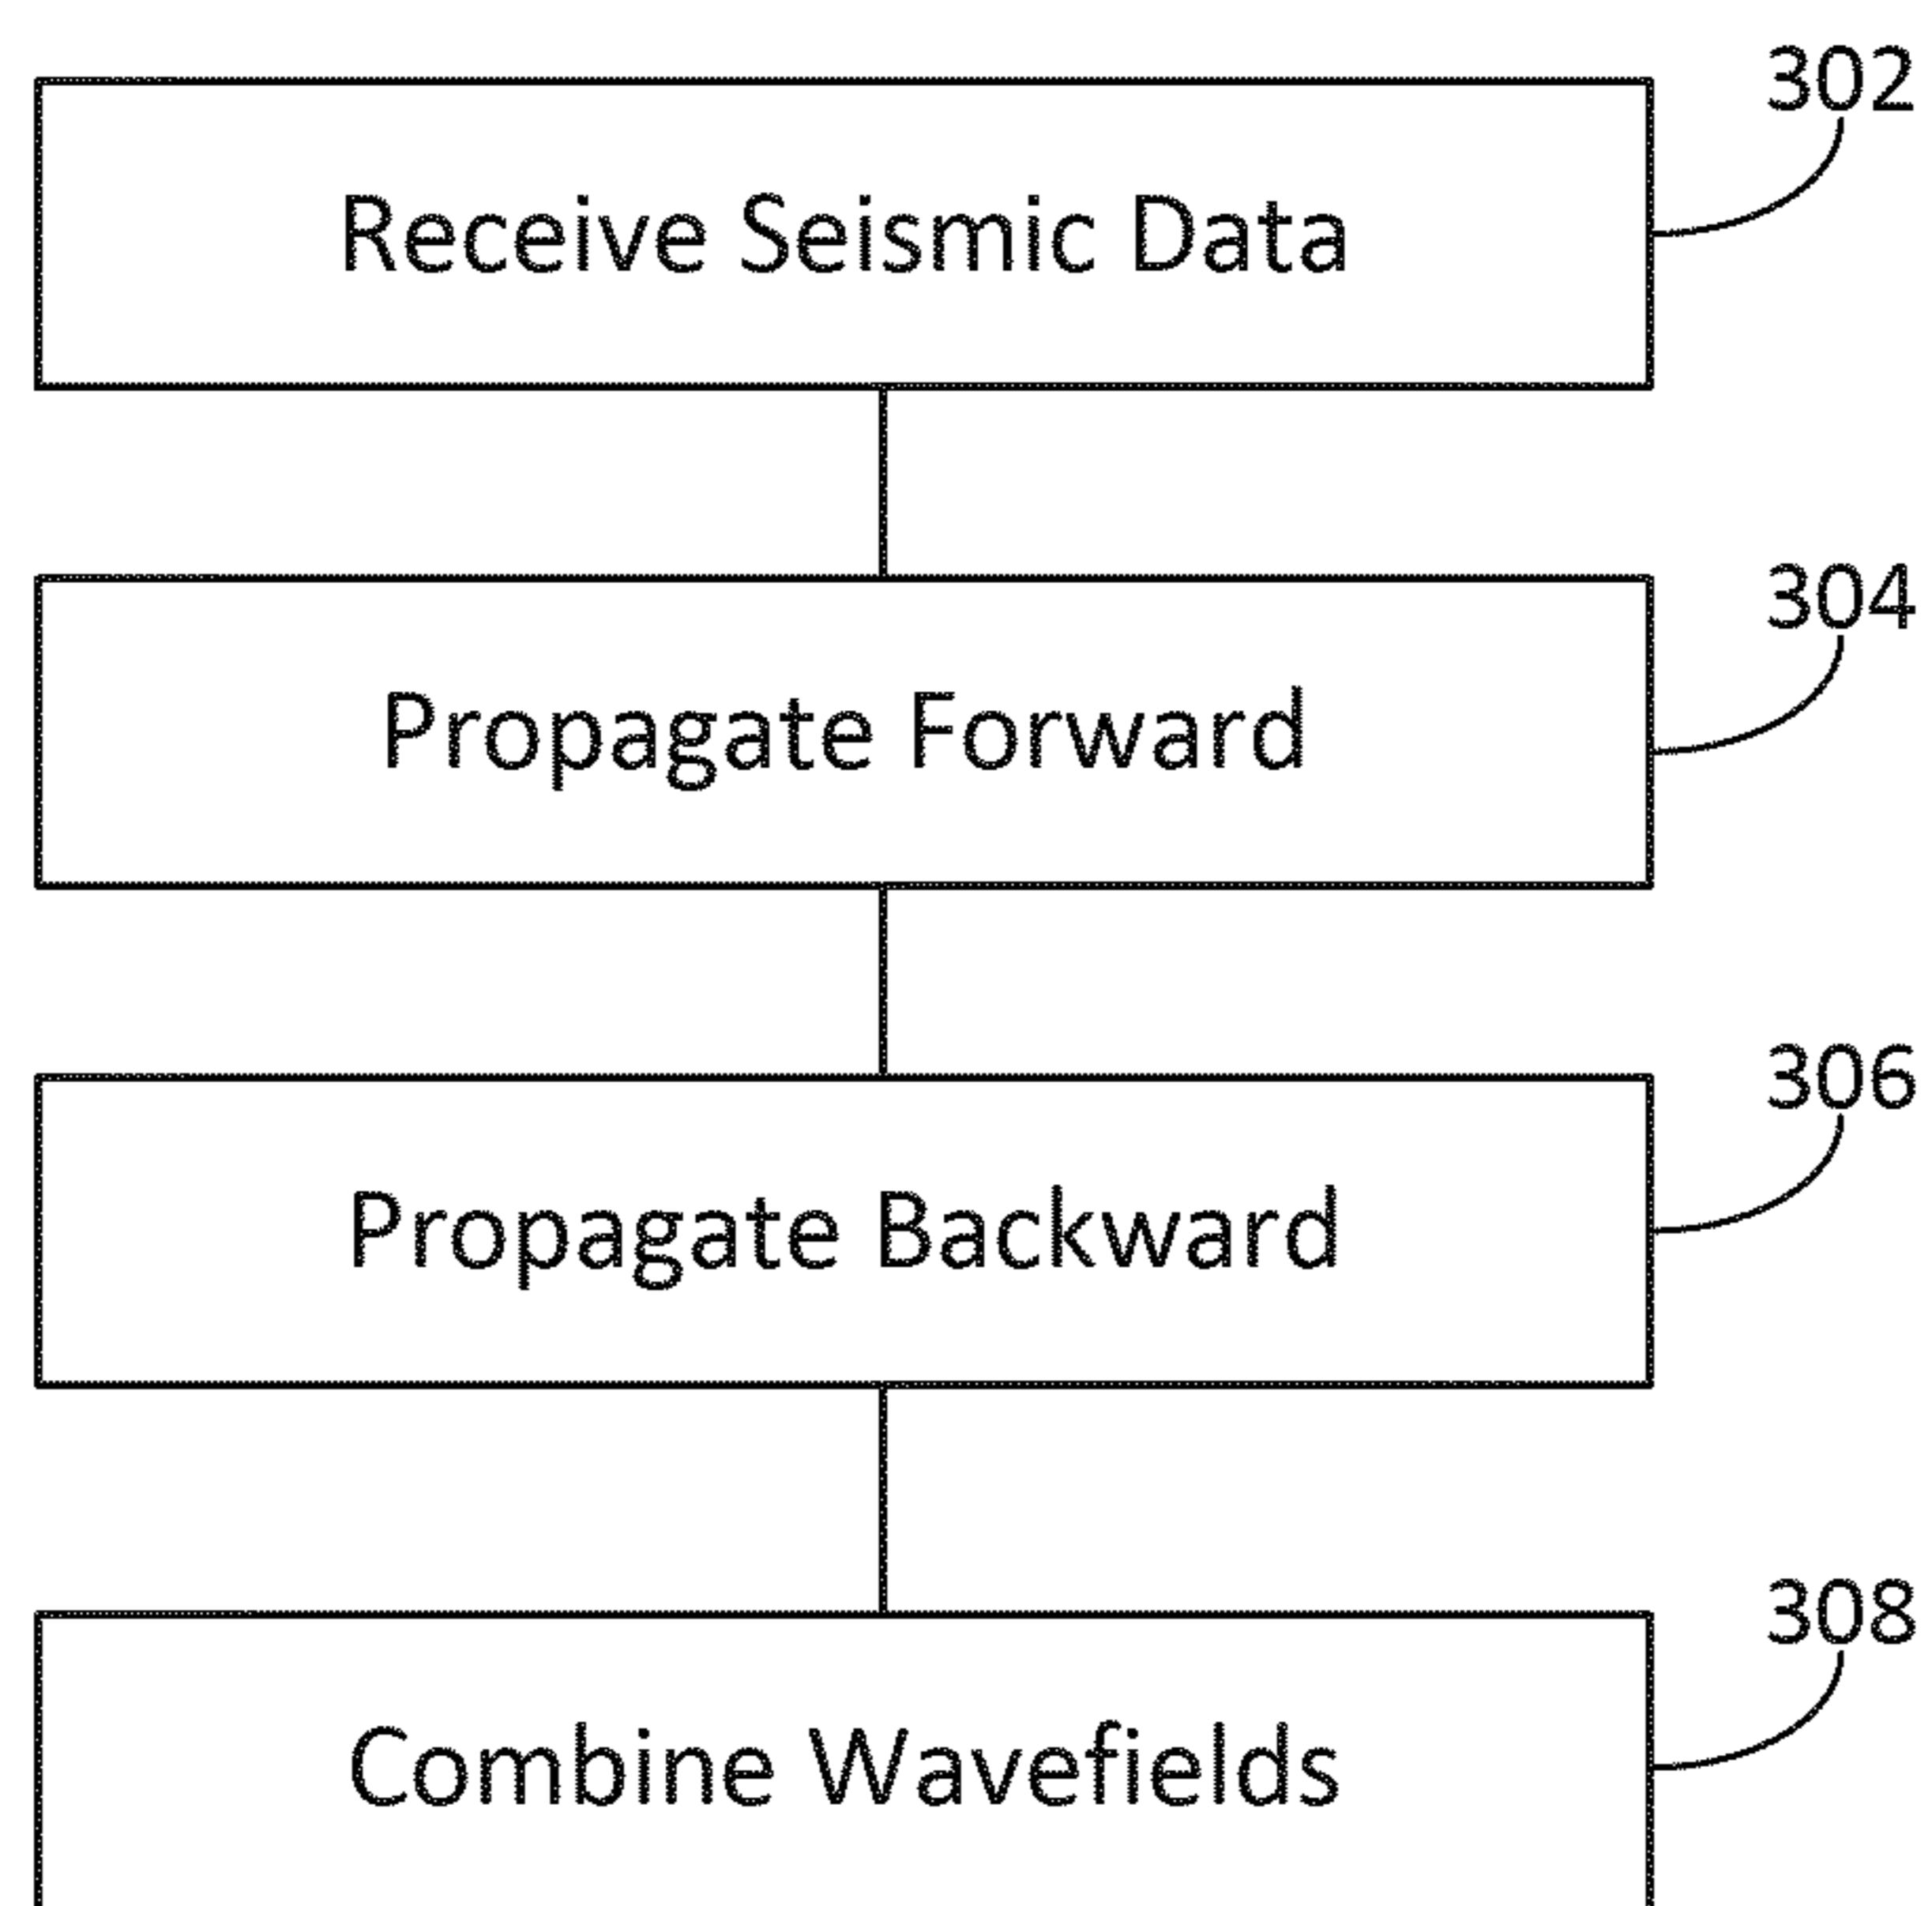 302
Receive Seismic Data
304
Propagate Forward
306
Propagate Backward
308
Combine Wavefields